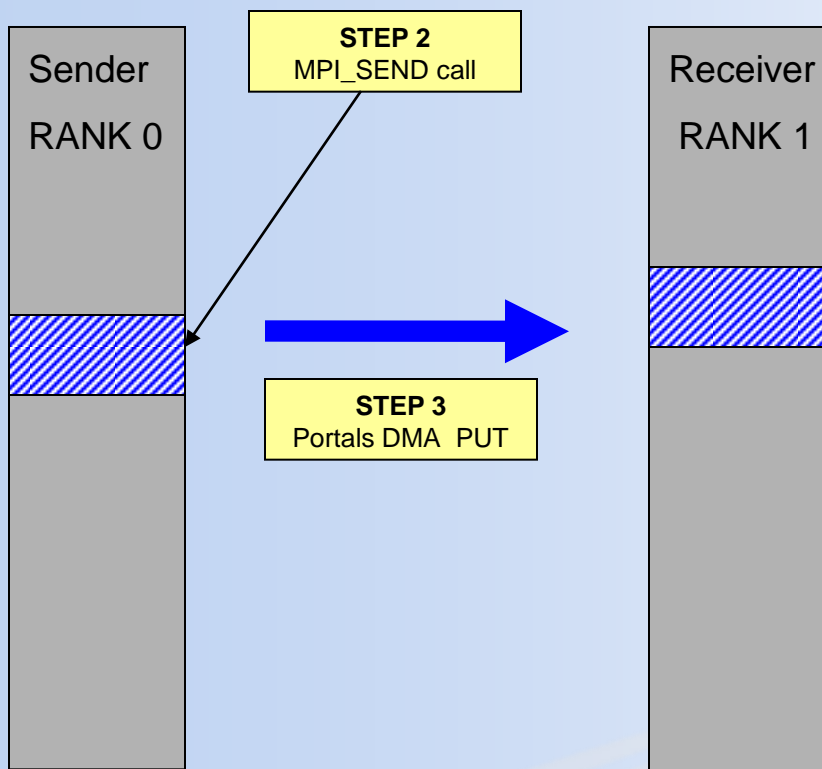 STEP 2
MPI_SEND call
Sender
RANK 0
Receiver
RANK 1
STEP 3
Portals DMA PUT